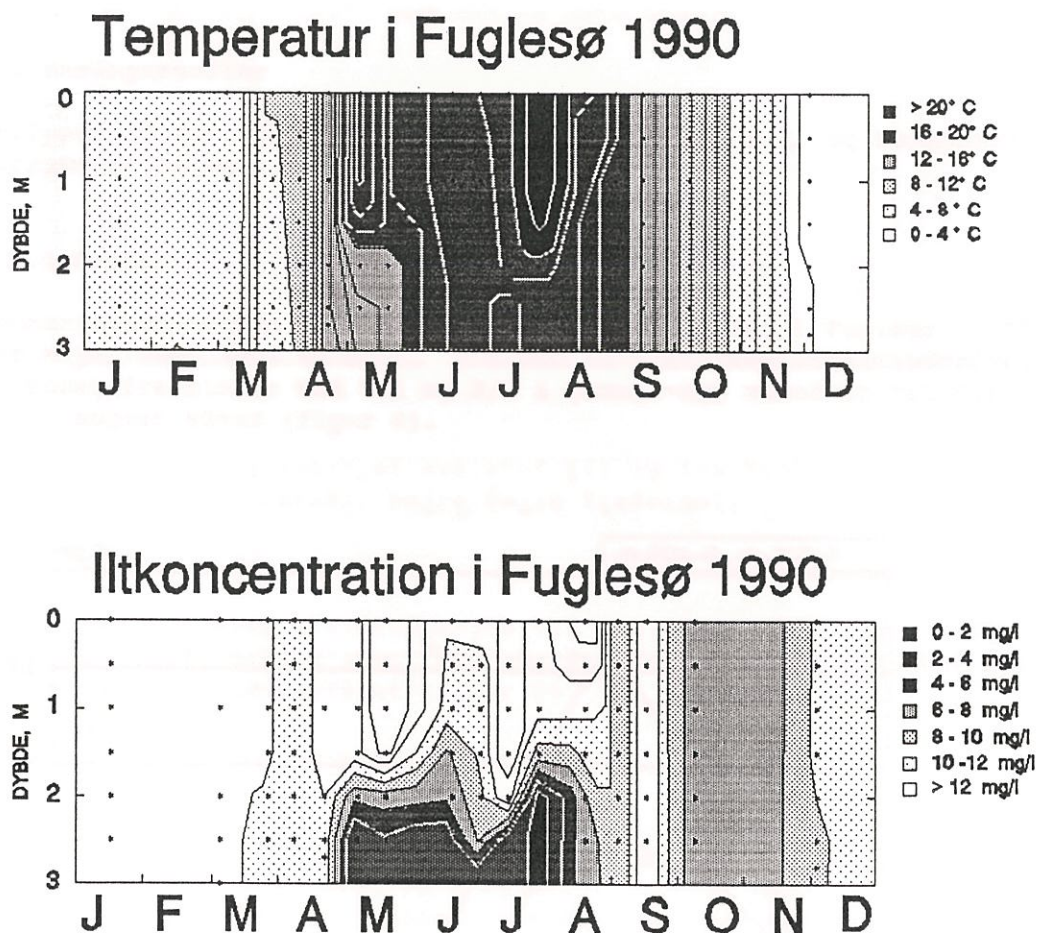 Temperatur i Fuglesø 1990
0
1
2
3
DYBDE, M
J F M A M J J A S O N D
> 20° C
16 - 20° C
12 - 16° C
8 - 12° C
4 - 8° C
0 - 4° C
Iltkoncentration i Fuglesø 1990
0
1
2
3
DYBDE, M
J F M A M J J A S O N D
0 - 2 mg/l
2 - 4 mg/l
4 - 6 mg/l
6 - 8 mg/l
8 - 10 mg/l
10 - 12 mg/l
> 12 mg/l